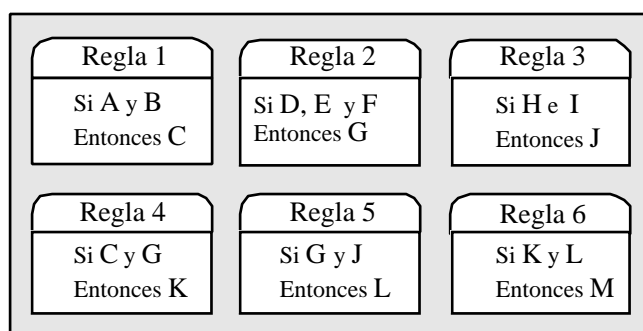 Regla 1
Si A y B
Entonces C
Regla 2
Si D, E y F
Entonces G
Regla 3
Si H e I
Entonces J
Regla 4
Si C y G
Entonces K
Regla 5
Si G y J
Entonces L
Regla 6
Si K y L
Entonces M